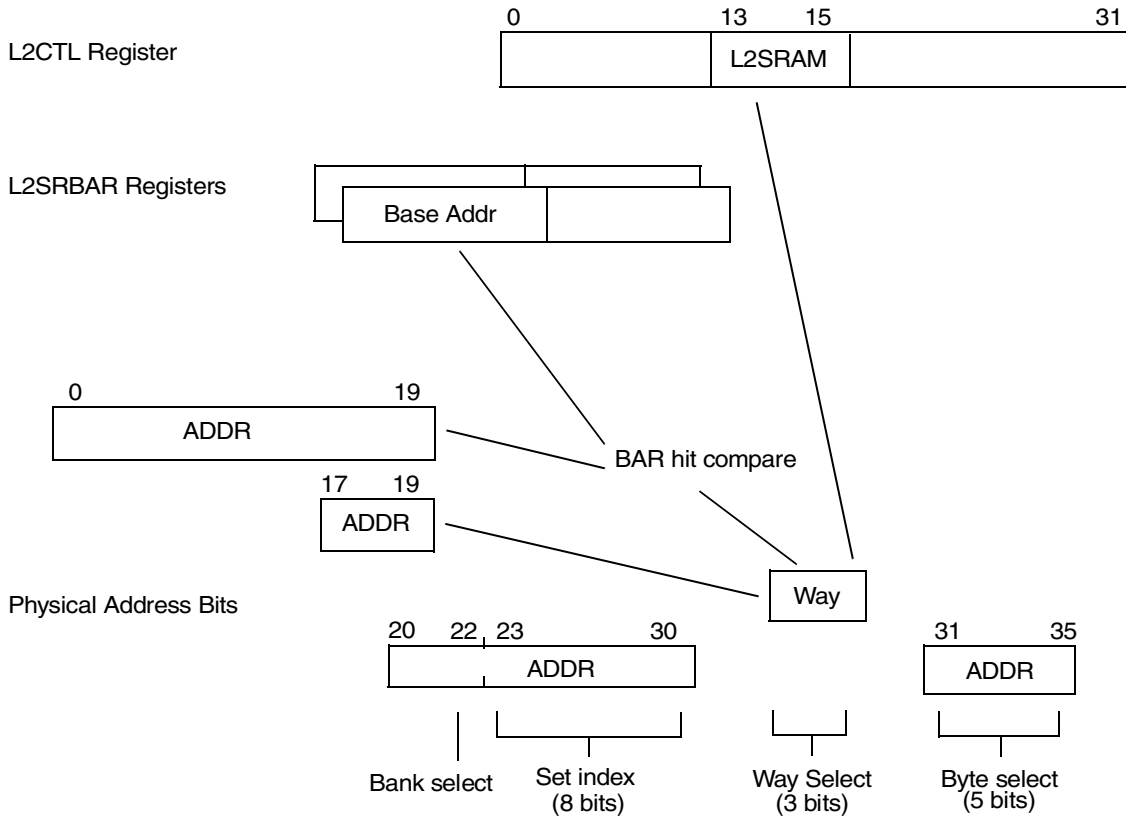 0 13 15 31
L2CTL Register
L2SRAM
L2SRBAR Registers
Base Addr
0 19
ADDR
BAR hit compare
17 19
ADDR
Way
Physical Address Bits
20 22 23 30
31 35
ADDR
ADDR
Bank select
Set index
(8 bits)
Way Select
(3 bits)
Byte select
(5 bits)